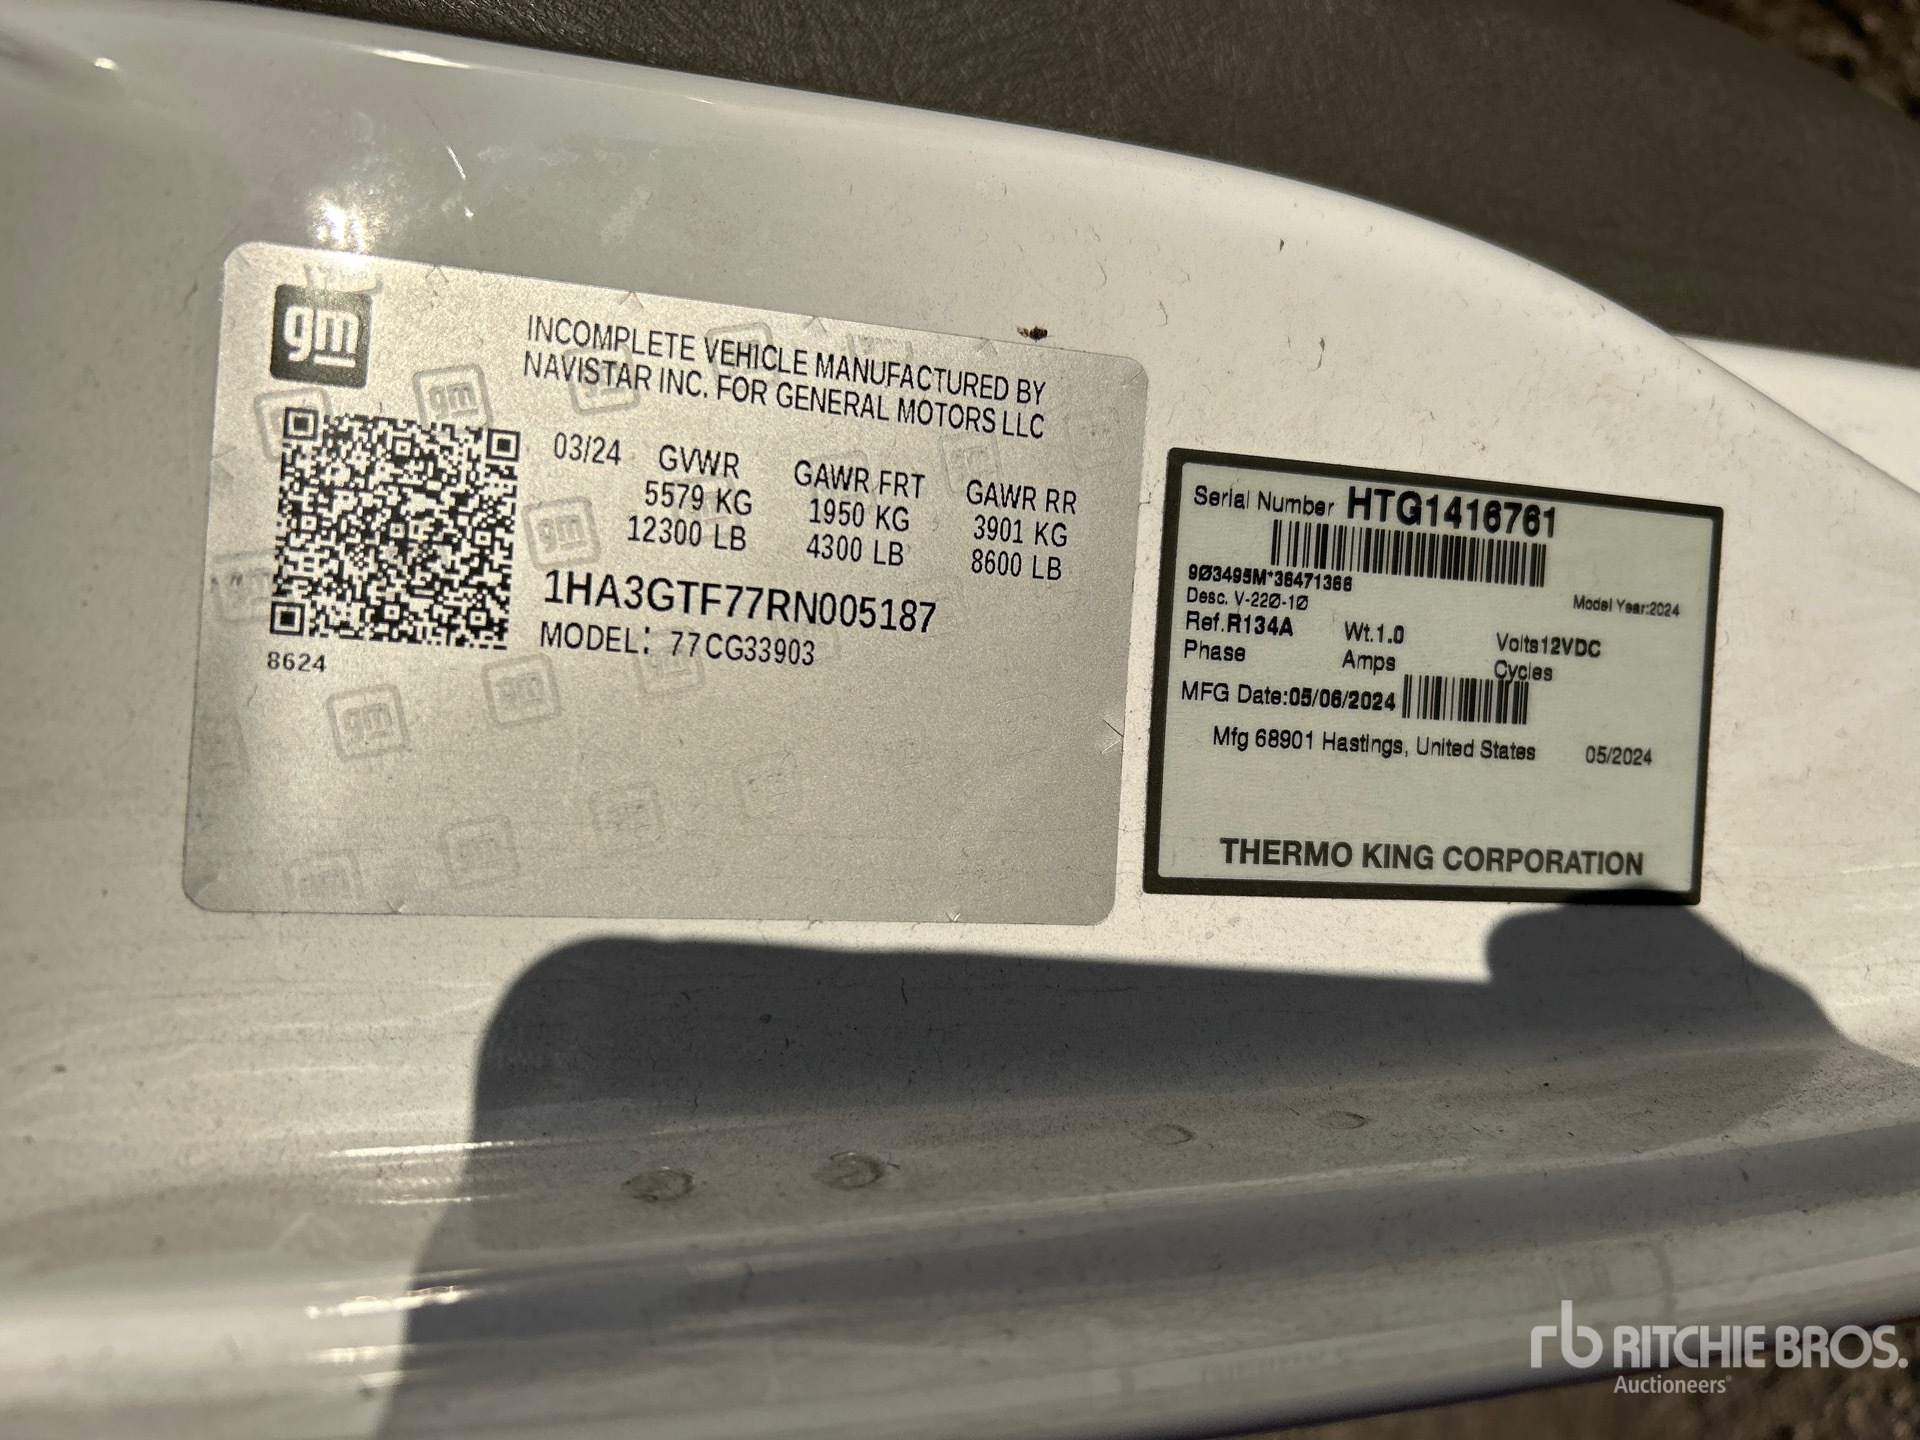 gm
INCOMPLETE VEHICLE MANUFACTURED BY
NAVISTAR INC. FOR GENERAL MOTORS LLC
03/24 GVWR GAWR FRT GAWR RR
5579 KG 1950 KG 3901 KG
12300 LB 4300 LB 8600 LB
1HA3GTF77RN005187
MODEL: 77CG33903
8624
Serial Number HTG1416761
9Ø3495M*36471366
Desc. V-22Ø-1Ø Model Year:2024
Ref.R134A Wt.1.0 Volts12VDC
Phase Amps Cycles
MFG Date:05/06/2024
Mfg 68901 Hastings, United States 05/2024
THERMO KING CORPORATION
rb RITCHIE BROS.
Auctioneers